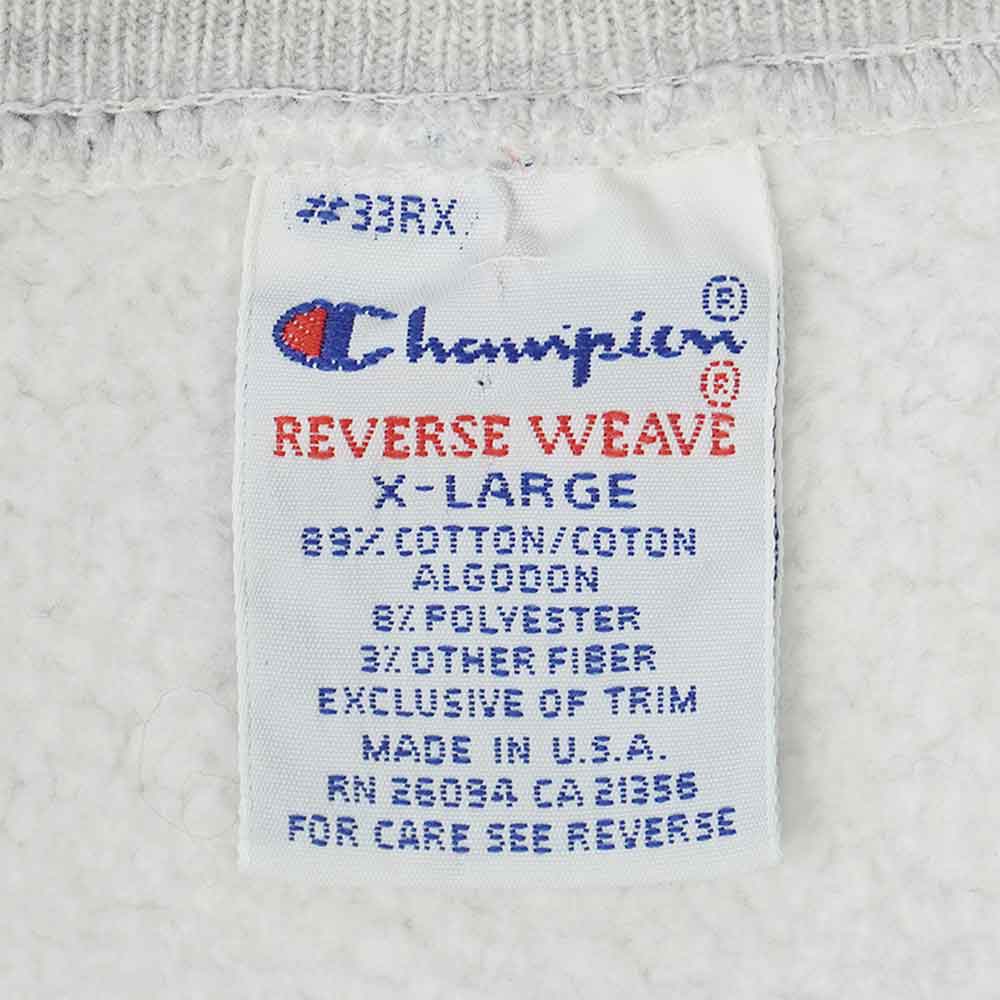 #33RX
Champion®
®
REVERSE WEAVE
X-LARGE
89% COTTON/COTON
ALGODON
8% POLYESTER
3% OTHER FIBER
EXCLUSIVE OF TRIM
MADE IN U.S.A.
RN 26094 CA 21356
FOR CARE SEE REVERSE